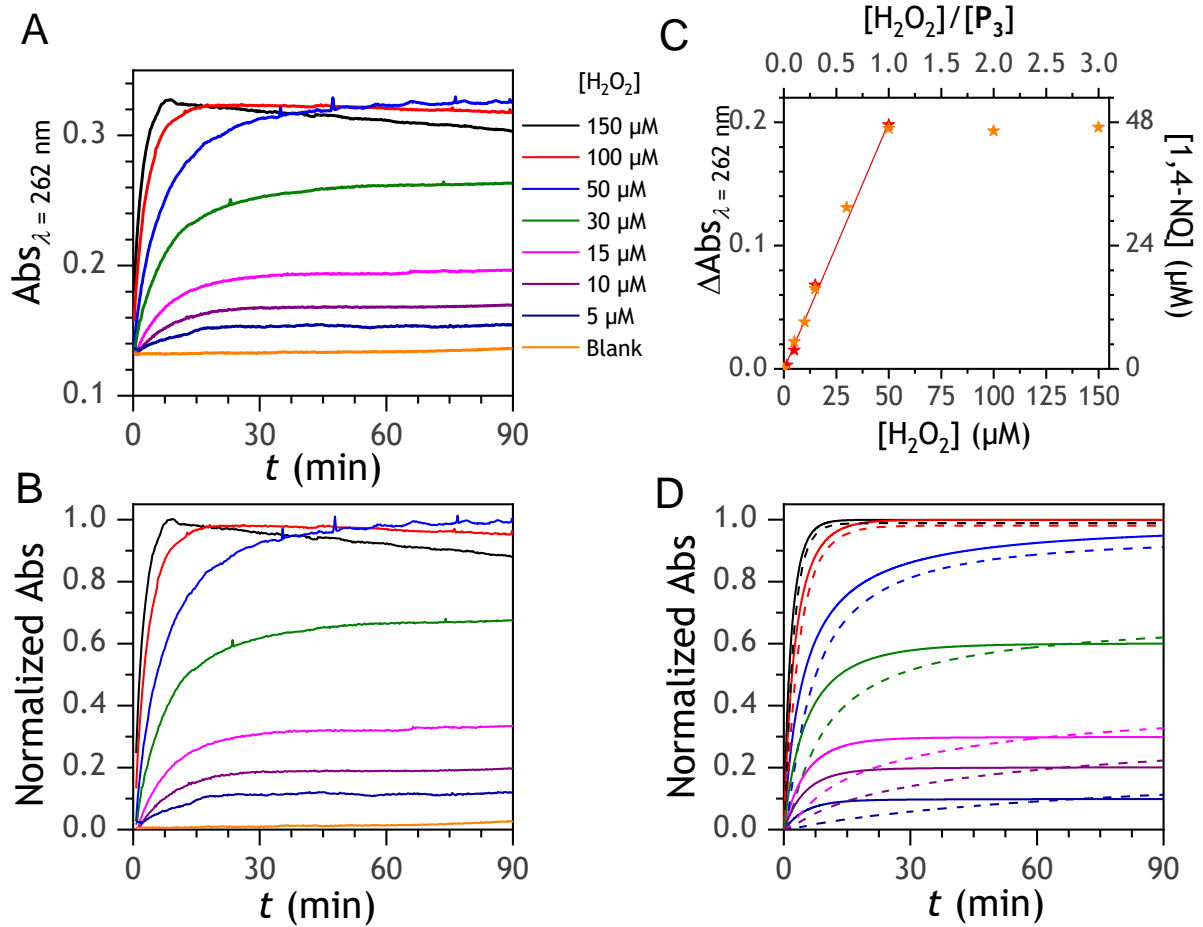 A
Abs λ = 262 nm
0.3
0.2
0.1
0 30 60 90
t (min)
[H₂O₂]
150 µM
100 µM
50 µM
30 µM
15 µM
10 µM
5 µM
Blank
C
[H₂O₂]/[P₃]
0.0 0.5 1.0 1.5 2.0 2.5 3.0
ΔAbs λ = 262 nm
0.2
0.1
0.0
48
24
0
[1,4-NQ] (µM)
0 25 50 75 100 125 150
[H₂O₂] (µM)
B
Normalized Abs
1.0
0.8
0.6
0.4
0.2
0.0
0 30 60 90
t (min)
D
Normalized Abs
1.0
0.8
0.6
0.4
0.2
0.0
0 30 60 90
t (min)